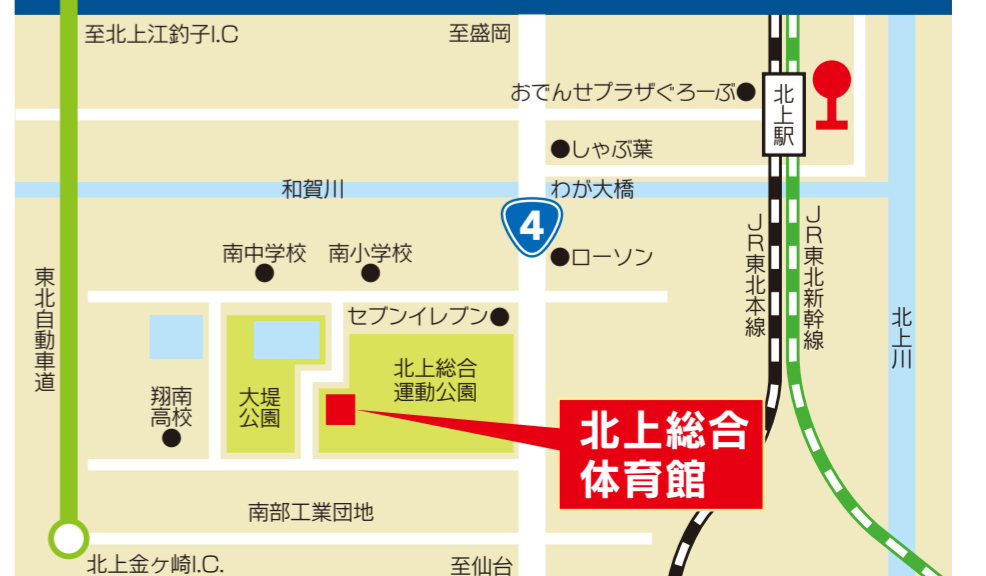 至北上江釣子I.C
至盛岡
おでんせプラザぐろーぶ
北上駅
しゃぶ葉
和賀川
わが大橋
4
JR東北本線
JR東北新幹線
南中学校
南小学校
ローソン
東北自動車道
セブンイレブン
北上川
北上総合
運動公園
翔南
高校
大堤
公園
北上総合
体育館
南部工業団地
北上金ケ崎I.C.
至仙台